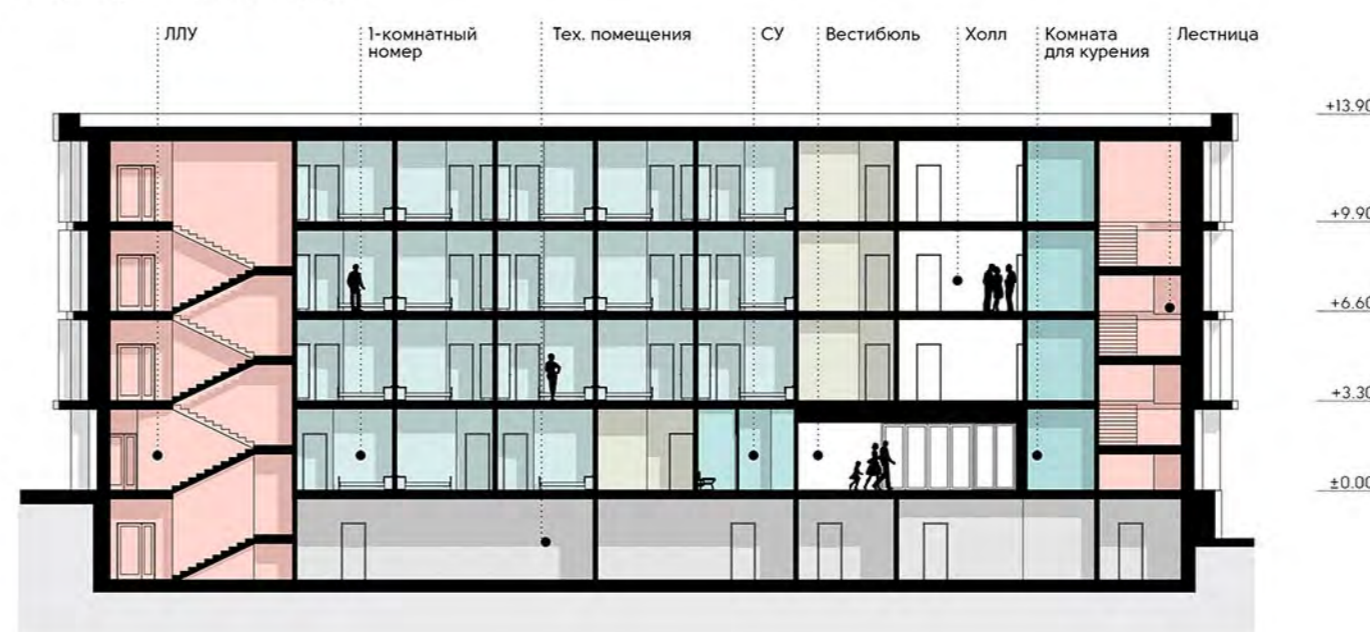 ЛЛУ
1-комнатный
номер
Тех. помещения
СУ
Вестибюль
Холл
Комната
для курения
Лестница
+13.90
+9.90
+6.60
+3.30
±0.00